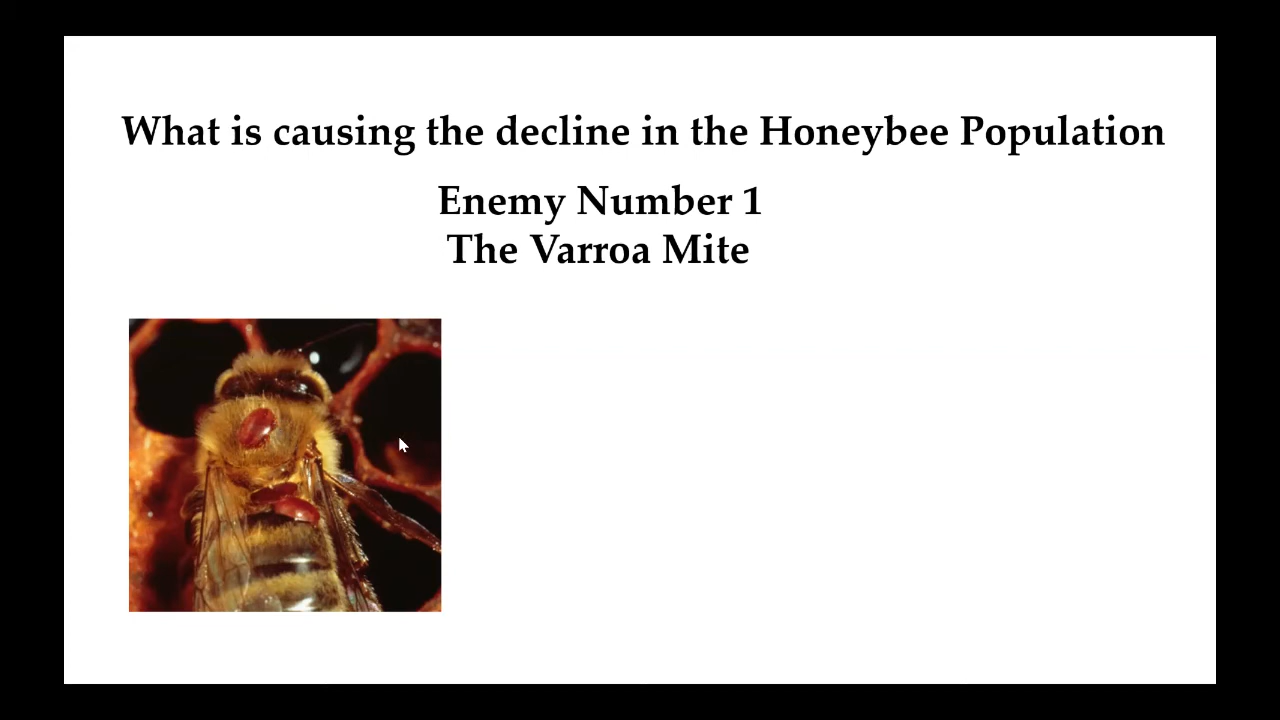 What is causing the decline in the Honeybee Population
Enemy Number 1
The Varroa Mite